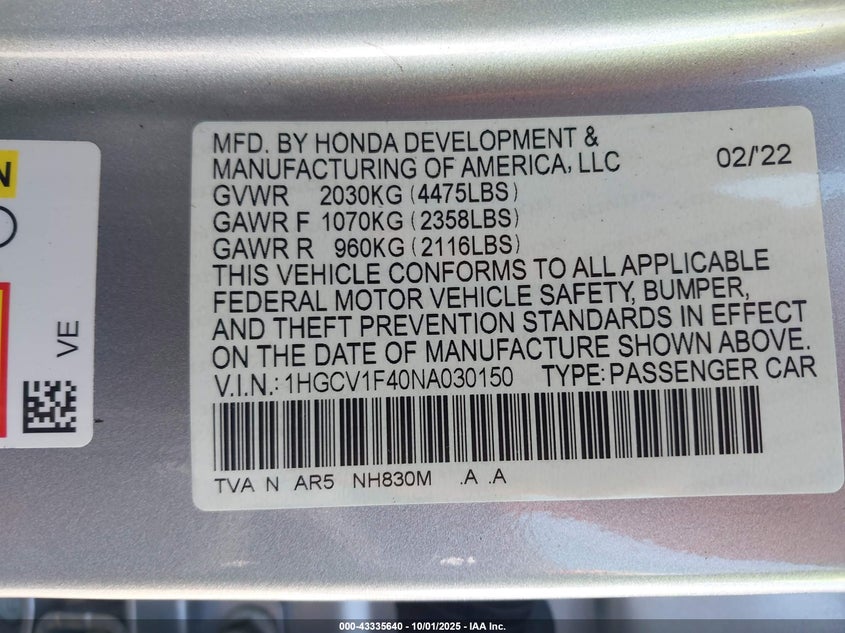 MFD. BY HONDA DEVELOPMENT &
MANUFACTURING OF AMERICA, LLC 02/'22
GVWR 2030KG (4475LBS)
GAWR F 1070KG (2358LBS)
GAWR R 960KG (2116LBS)
THIS VEHICLE CONFORMS TO ALL APPLICABLE
FEDERAL MOTOR VEHICLE SAFETY, BUMPER,
AND THEFT PREVENTION STANDARDS IN EFFECT
ON THE DATE OF MANUFACTURE SHOWN ABOVE.
V.I.N.: 1HGCV1F40NA030150 TYPE: PASSENGER CAR
TVA N AR5 NH830M .A .A
N
VE
000-43335640 - 10/01/2025 - IAA Inc.